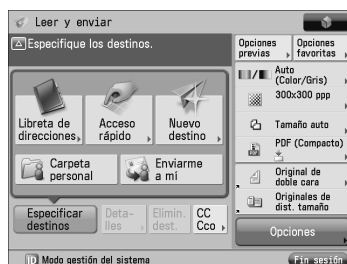 Leer y enviar
Especifique los destinos.
Opciones
previas
Opciones
favoritas
Auto
(Color/Gris)
300x300 ppp
Tamaño auto
PDF (Compacto)
Original de
doble cara
Originales de
dist. tamaño
Opciones
Libreta de
direcciones
Acceso
rápido
Nuevo
destino
Carpeta
personal
Enviarme
a mí
Especificar
destinos
Deta-
lles
Elimin.
dest.
CC
Cco
ID Modo gestión del sistema
Fin sesión